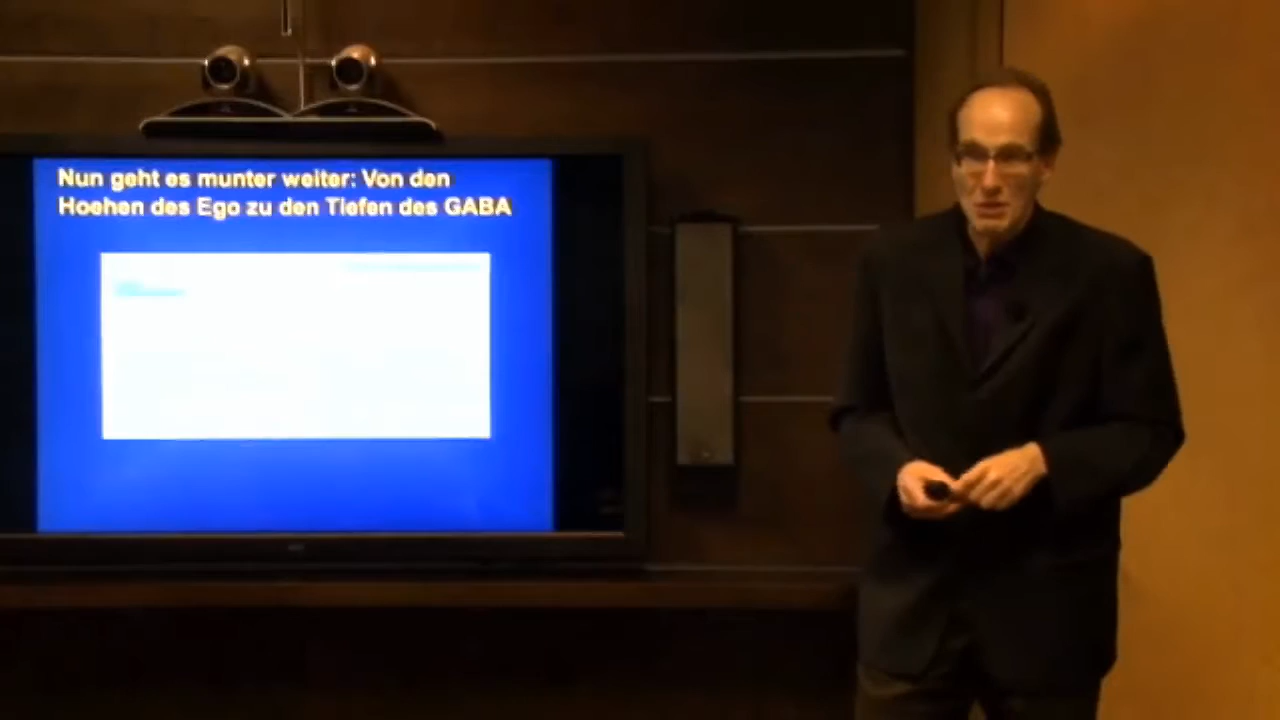 Nun geht es munter weiter: Von den
Hoehen des Ego zu den Tiefen des GABA